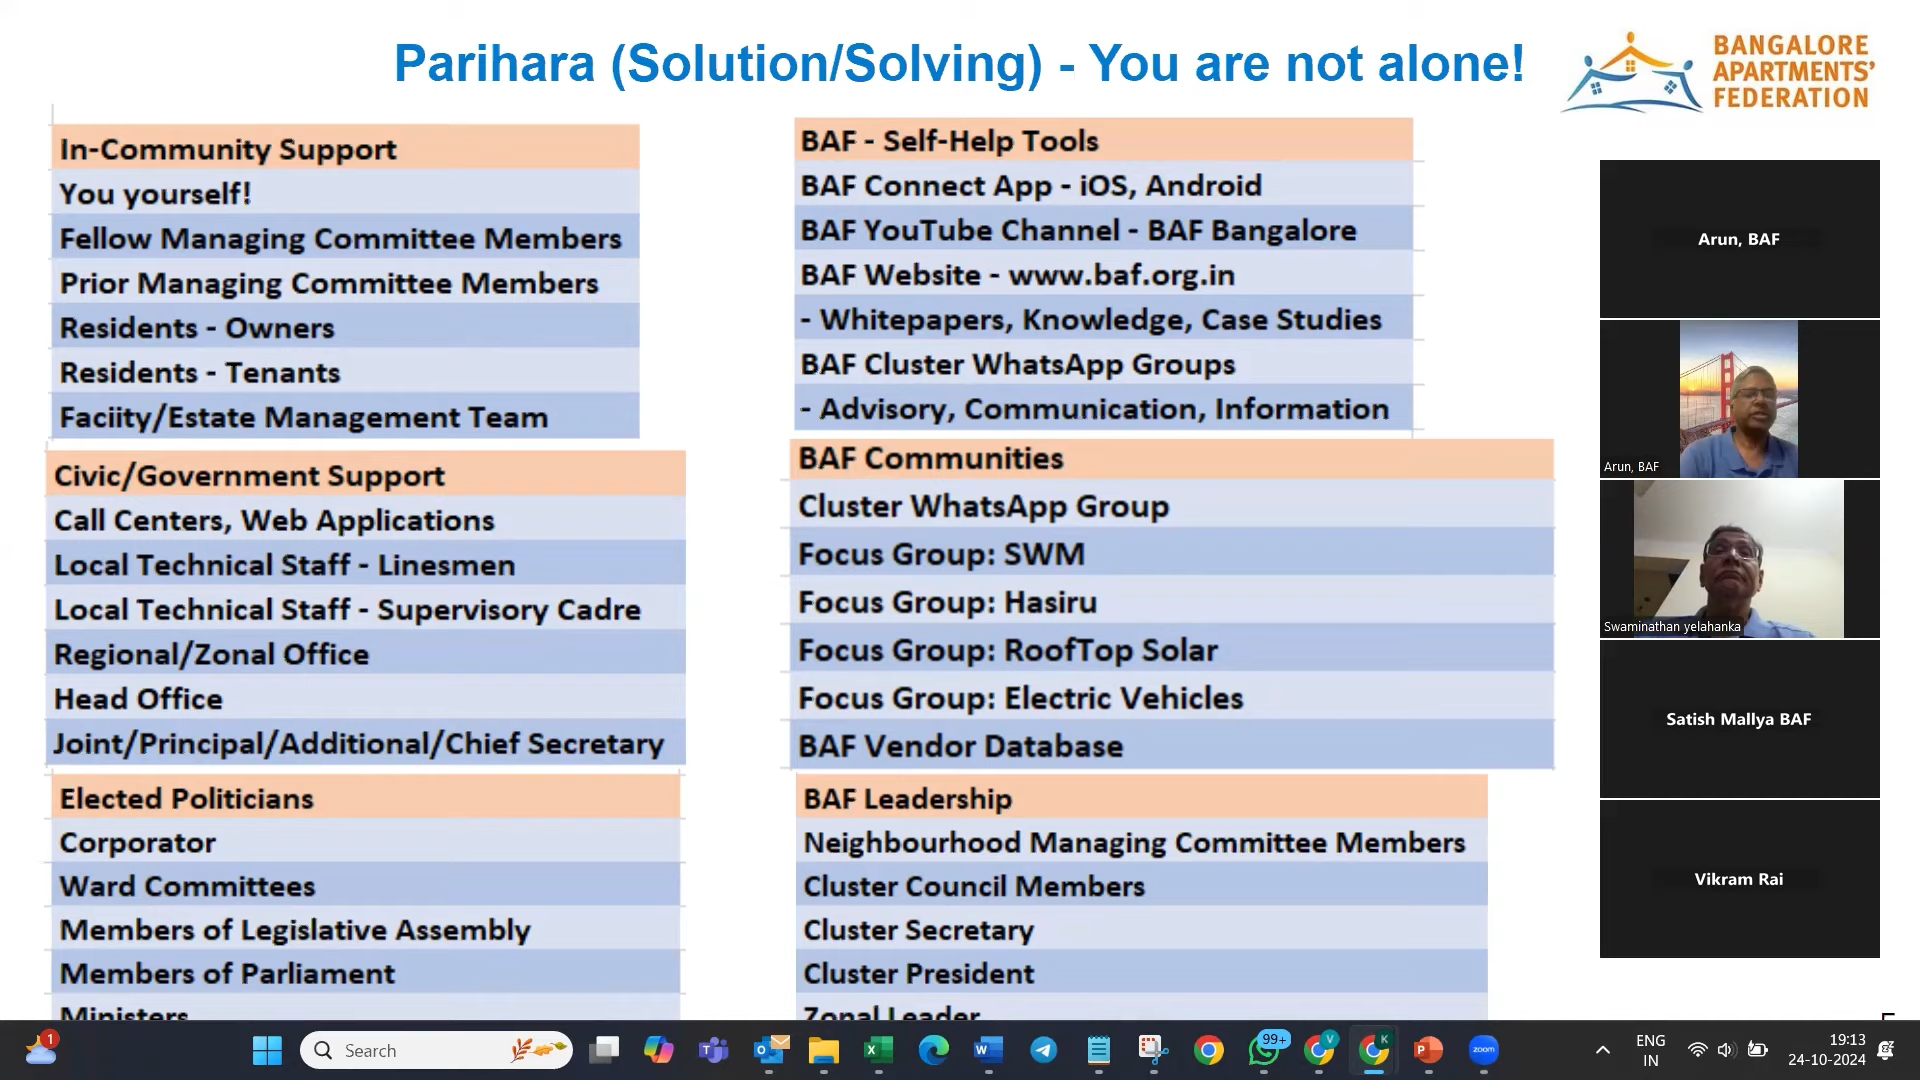 Parihara (Solution/Solving) - You are not alone!
BANGALORE
APARTMENTS'
FEDERATION
In-Community Support
You yourself!
Fellow Managing Committee Members
Prior Managing Committee Members
Residents - Owners
Residents - Tenants
Faciity/Estate Management Team
Civic/Government Support
Call Centers, Web Applications
Local Technical Staff - Linesmen
Local Technical Staff - Supervisory Cadre
Regional/Zonal Office
Head Office
Joint/Principal/Additional/Chief Secretary
Elected Politicians
Corporator
Ward Committees
Members of Legislative Assembly
Members of Parliament
Ministers
BAF - Self-Help Tools
BAF Connect App - iOS, Android
BAF YouTube Channel - BAF Bangalore
BAF Website - www.baf.org.in
- Whitepapers, Knowledge, Case Studies
BAF Cluster WhatsApp Groups
- Advisory, Communication, Information
BAF Communities
Cluster WhatsApp Group
Focus Group: SWM
Focus Group: Hasiru
Focus Group: RoofTop Solar
Focus Group: Electric Vehicles
BAF Vendor Database
BAF Leadership
Neighbourhood Managing Committee Members
Cluster Council Members
Cluster Secretary
Cluster President
Zonal Leader
Arun, BAF
Arun, BAF
Swaminathan yelahanka
Satish Mallya BAF
Vikram Rai
1
Search
99+
V
K
zoom
ENG
IN
19:13
24-10-2024